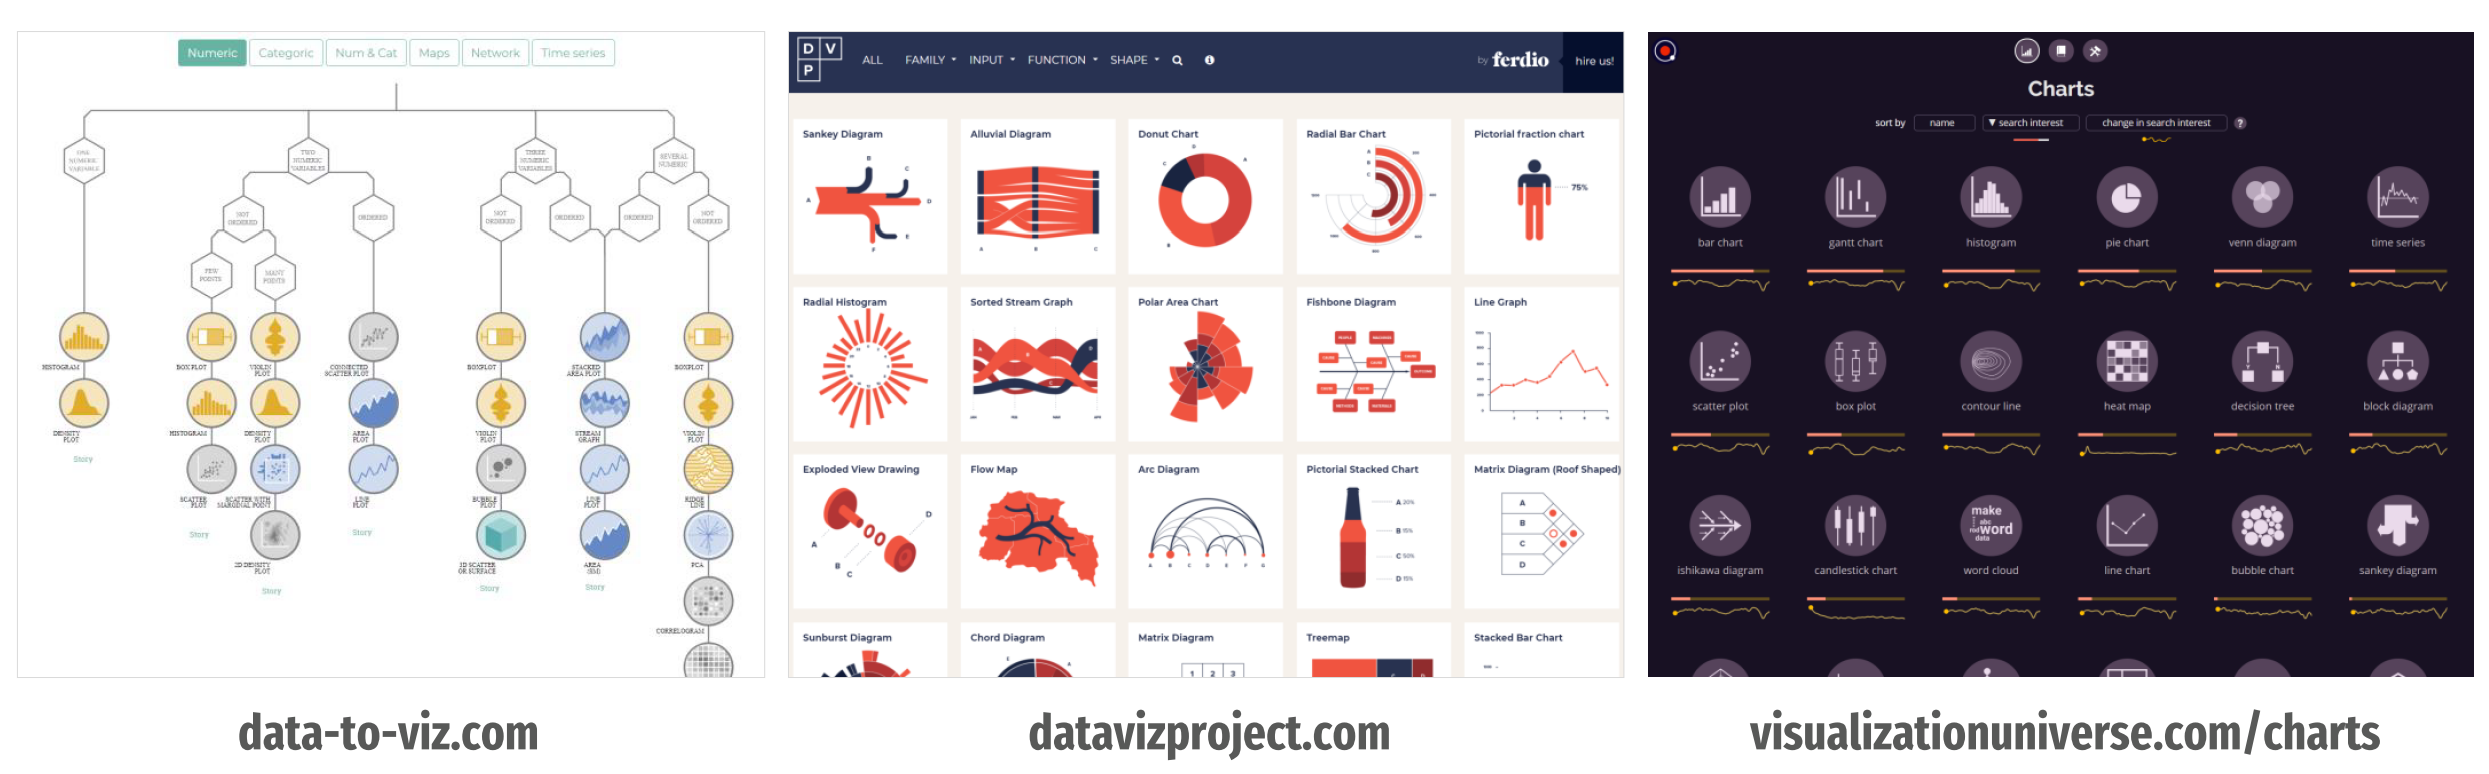 Numeric
Categoric
Num & Cat
Maps
Network
Time series
ONE NUMERIC VARIABLE
TWO NUMERIC VARIABLES
THREE NUMERIC VARIABLES
SEVERAL NUMERIC
NOT ORDERED
ORDERED
NOT ORDERED
ORDERED
ORDERED
NOT ORDERED
FEW POINTS
MANY POINTS
HISTOGRAM
BOX PLOT
VIOLIN PLOT
CONNECTED SCATTER PLOT
BOXPLOT
STACKED AREA PLOT
BOXPLOT
DENSITY PLOT
HISTOGRAM
DENSITY PLOT
AREA PLOT
VIOLIN PLOT
STREAM GRAPH
VIOLIN PLOT
Story
SCATTER PLOT
SCATTER WITH MARGINAL POINT
LINE PLOT
BUBBLE PLOT
LINE PLOT
RIDGE LINE
Story
Story
2D DENSITY PLOT
3D SCATTER OR SURFACE
AREA (SM)
PCA
Story
Story
Story
CORRELOGRAM
data-to-viz.com
D V
P
ALL
FAMILY
INPUT
FUNCTION
SHAPE
by ferdio
hire us!
Sankey Diagram
Alluvial Diagram
Donut Chart
Radial Bar Chart
Pictorial fraction chart
75%
Radial Histogram
Sorted Stream Graph
Polar Area Chart
Fishbone Diagram
Line Graph
Exploded View Drawing
Flow Map
Arc Diagram
Pictorial Stacked Chart
Matrix Diagram (Roof Shaped)
A
B
C
D
A 20%
B 15%
C 50%
D 15%
A
B
C
D
Sunburst Diagram
Chord Diagram
Matrix Diagram
Treemap
Stacked Bar Chart
1 2 3
datavizproject.com
Charts
sort by
name
▼ search interest
change in search interest
?
bar chart
gantt chart
histogram
pie chart
venn diagram
time series
scatter plot
box plot
contour line
heat map
decision tree
block diagram
make
abc
word
data
ishikawa diagram
candlestick chart
word cloud
line chart
bubble chart
sankey diagram
visualizationuniverse.com/charts